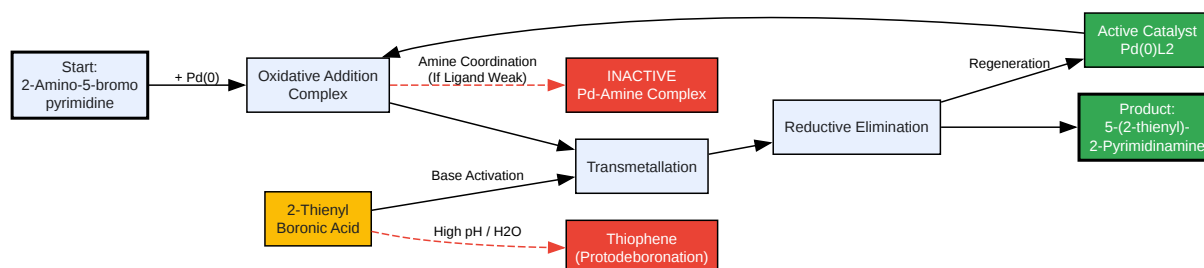 Start:
2-Amino-5-bromo
pyrimidine
+ Pd(0)
Oxidative Addition
Complex
Amine Coordination
(If Ligand Weak)
INACTIVE
Pd-Amine Complex
2-Thienyl
Boronic Acid
Base Activation
High pH / H2O
Thiophene
(Protodeboronation)
Transmetallation
Reductive Elimination
Regeneration
Active Catalyst
Pd(0)L2
Product:
5-(2-thienyl)-
2-Pyrimidinamine